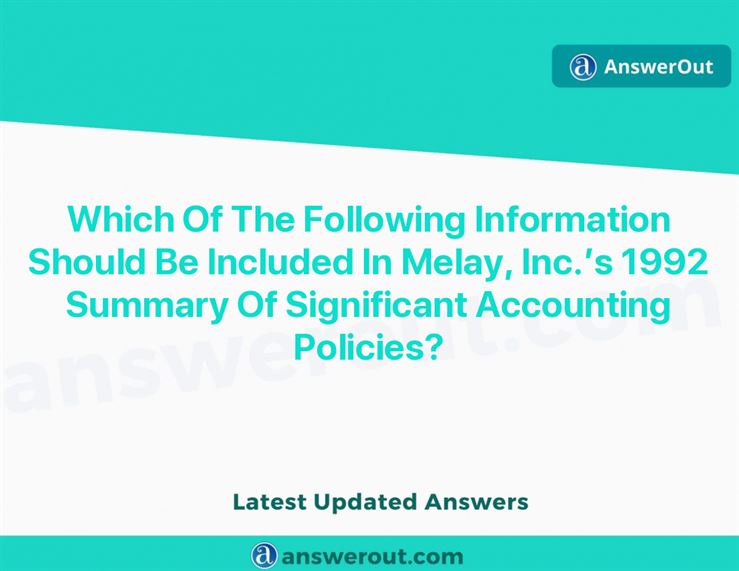 AnswerOut
Which Of The Following Information
Should Be Included In Melay, Inc.’s 1992
Summary Of Significant Accounting
Policies?
answerout.com
Latest Updated Answers
answerout.com